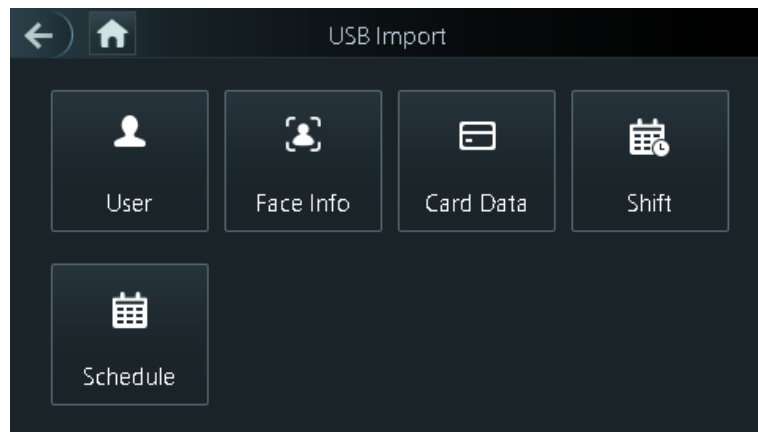 USB Import
User
Face Info
Card Data
Shift
Schedule